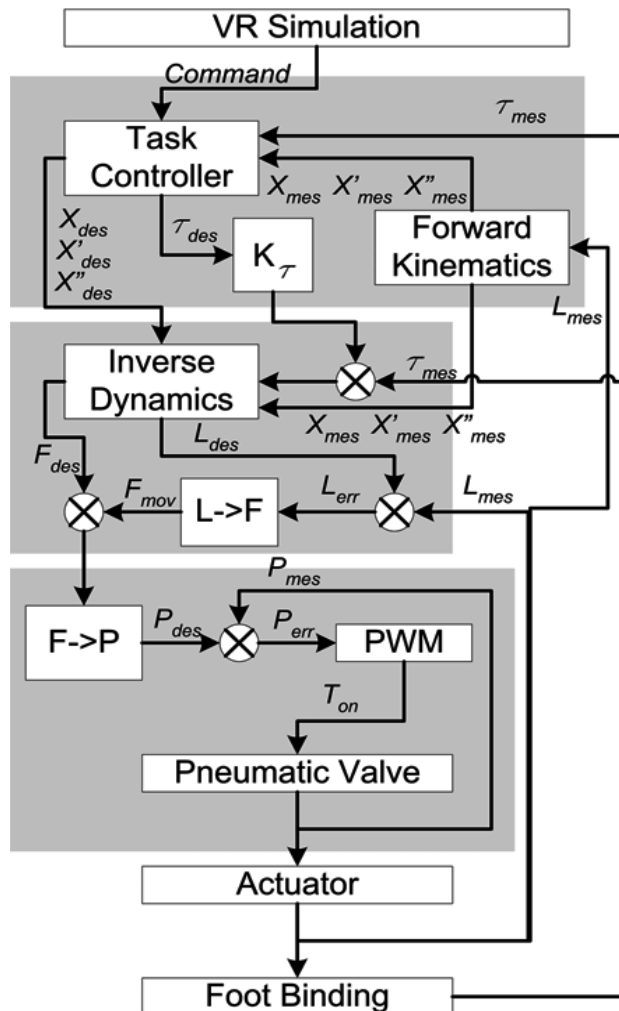 VR Simulation
Command
τmes
Task
Controller
Xmes X'mes X"mes
Xdes
X'des
X"des
τdes
Kτ
Forward
Kinematics
Lmes
Inverse
Dynamics
τmes
Xmes X'mes X"mes
Ldes
Fdes
Fmov
L->F
Lerr
Lmes
Pmes
F->P
Pdes
Perr
PWM
Ton
Pneumatic Valve
Actuator
Foot Binding